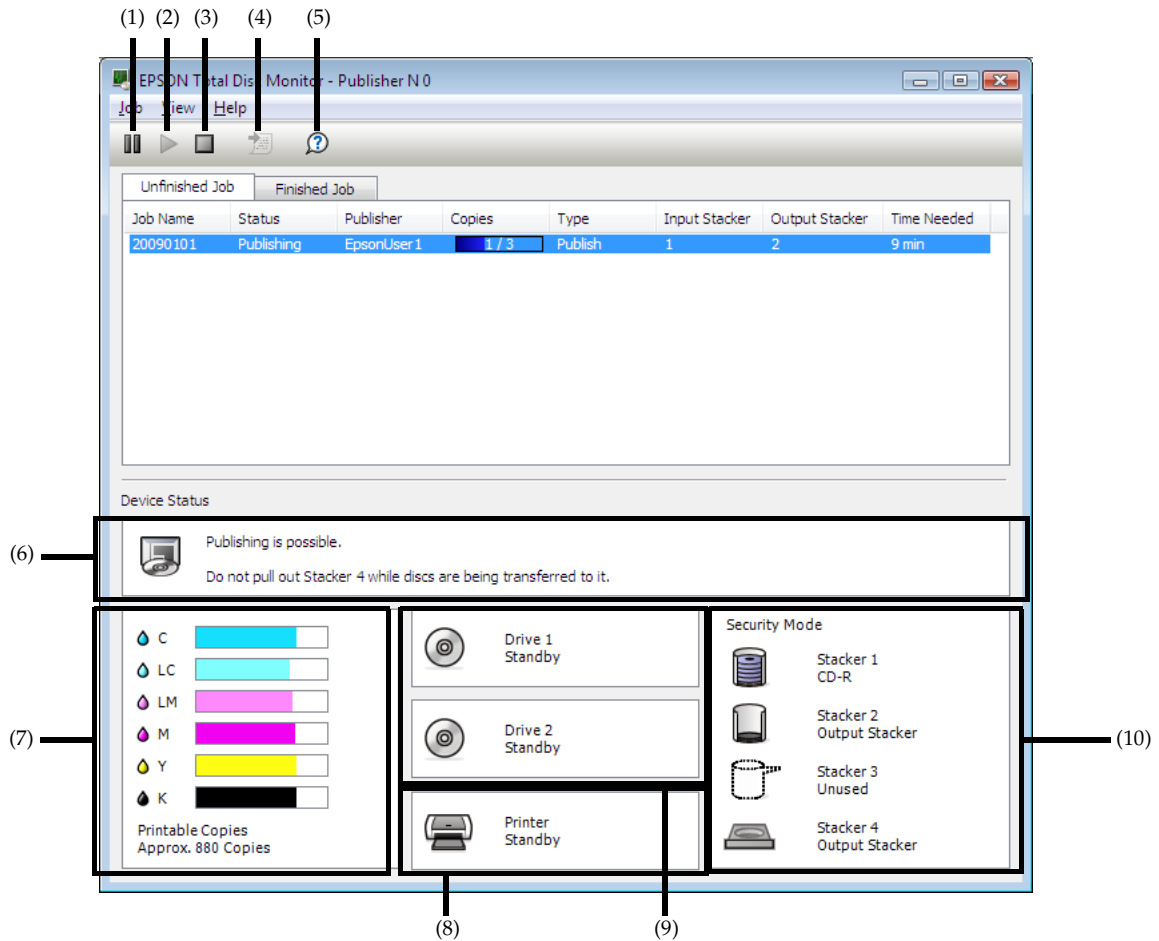 (1) (2) (3) (4) (5)
EPSON Total Disc Monitor - Publisher N 0
Job View Help
Unfinished Job Finished Job
Job Name Status Publisher Copies Type Input Stacker Output Stacker Time Needed
20090101 Publishing EpsonUser1 1 / 3 Publish 1 2 9 min
Device Status
(6)
Publishing is possible.
Do not pull out Stacker 4 while discs are being transferred to it.
(7)
C
LC
LM
M
Y
K
Printable Copies
Approx. 880 Copies
Drive 1
Standby
Drive 2
Standby
Printer
Standby
Security Mode
Stacker 1
CD-R
Stacker 2
Output Stacker
Stacker 3
Unused
Stacker 4
Output Stacker
(10)
(8) (9)